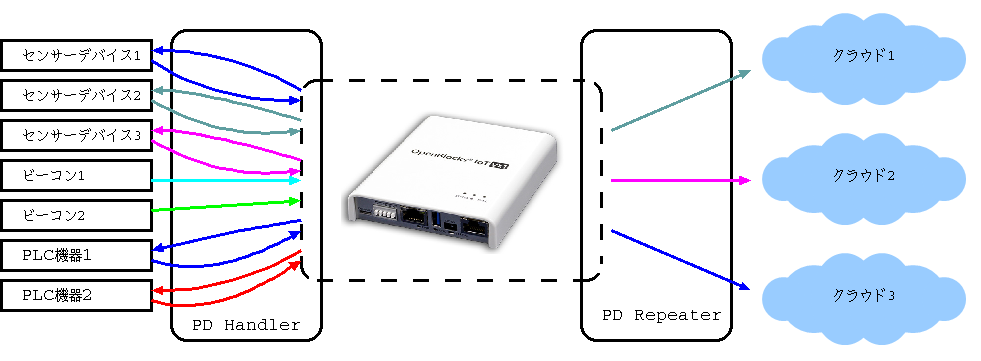 センサーデバイス1
センサーデバイス2
センサーデバイス3
ビーコン1
ビーコン2
PLC機器1
PLC機器2
PD Handler
OpenBlocks IoT VX1
PD Repeater
クラウド1
クラウド2
クラウド3